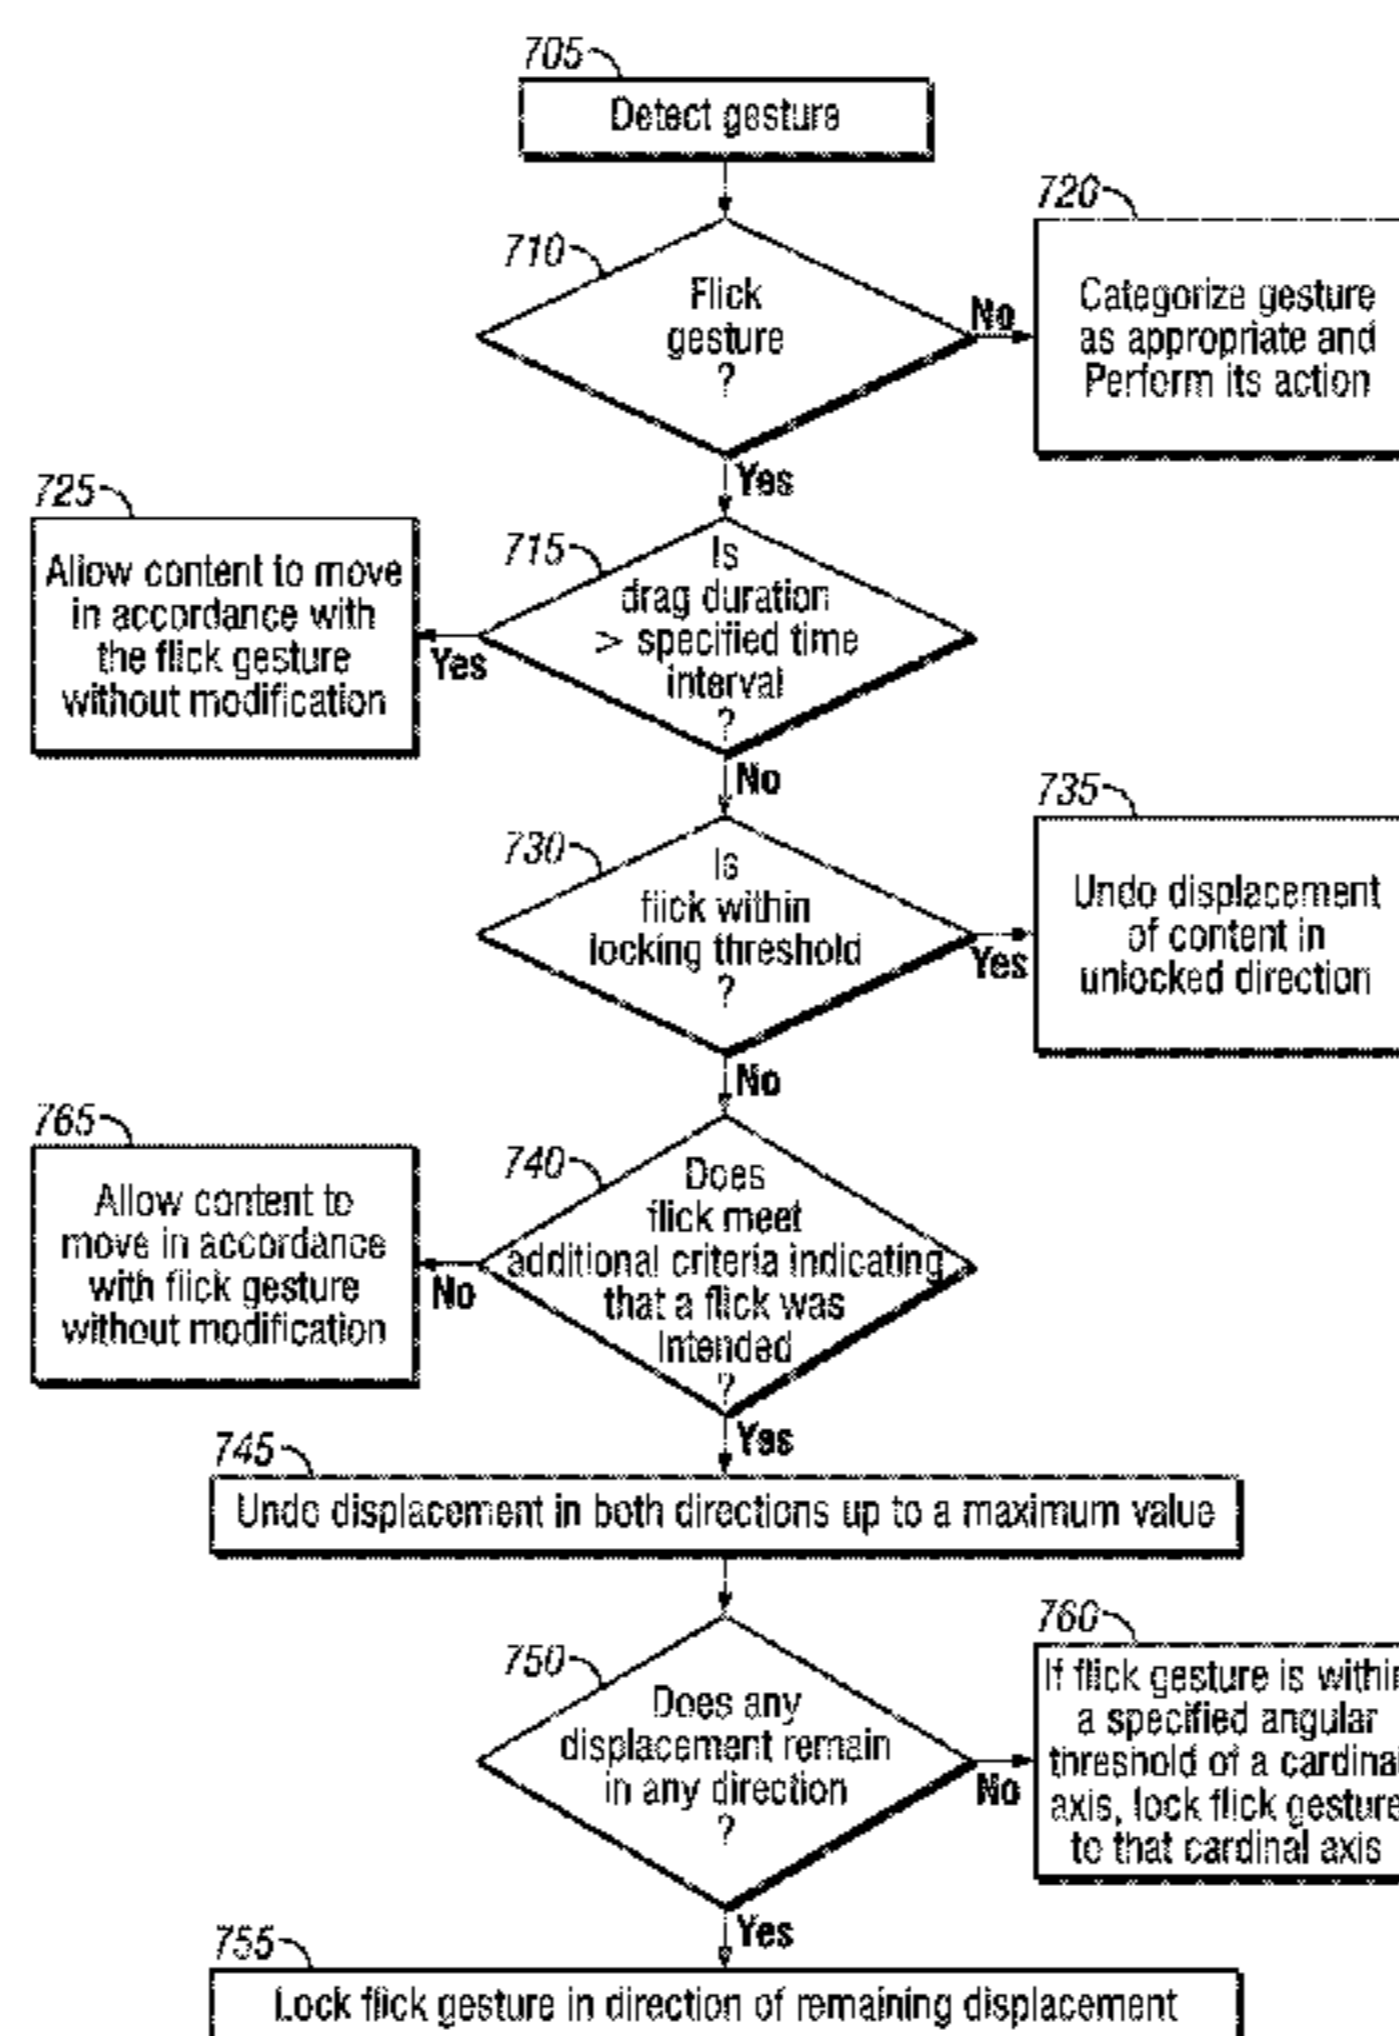 705
Detect gesture
710
Flick
gesture
?
No
720
Categorize gesture
as appropriate and
Perform its action
Yes
715
Is
drag duration
> specified time
interval
?
Yes
725
Allow content to move
in accordance with
the flick gesture
without modification
No
730
Is
flick within
locking threshold
?
Yes
735
Undo displacement
of content in
unlocked direction
No
740
Does
flick meet
additional criteria indicating
that a flick was
intended
?
No
765
Allow content to
move in accordance
with flick gesture
without modification
Yes
745
Undo displacement in both directions up to a maximum value
750
Does any
displacement remain
in any direction
?
No
760
If flick gesture is within
a specified angular
threshold of a cardinal
axis, lock flick gesture
to that cardinal axis
Yes
755
Lock flick gesture in direction of remaining displacement